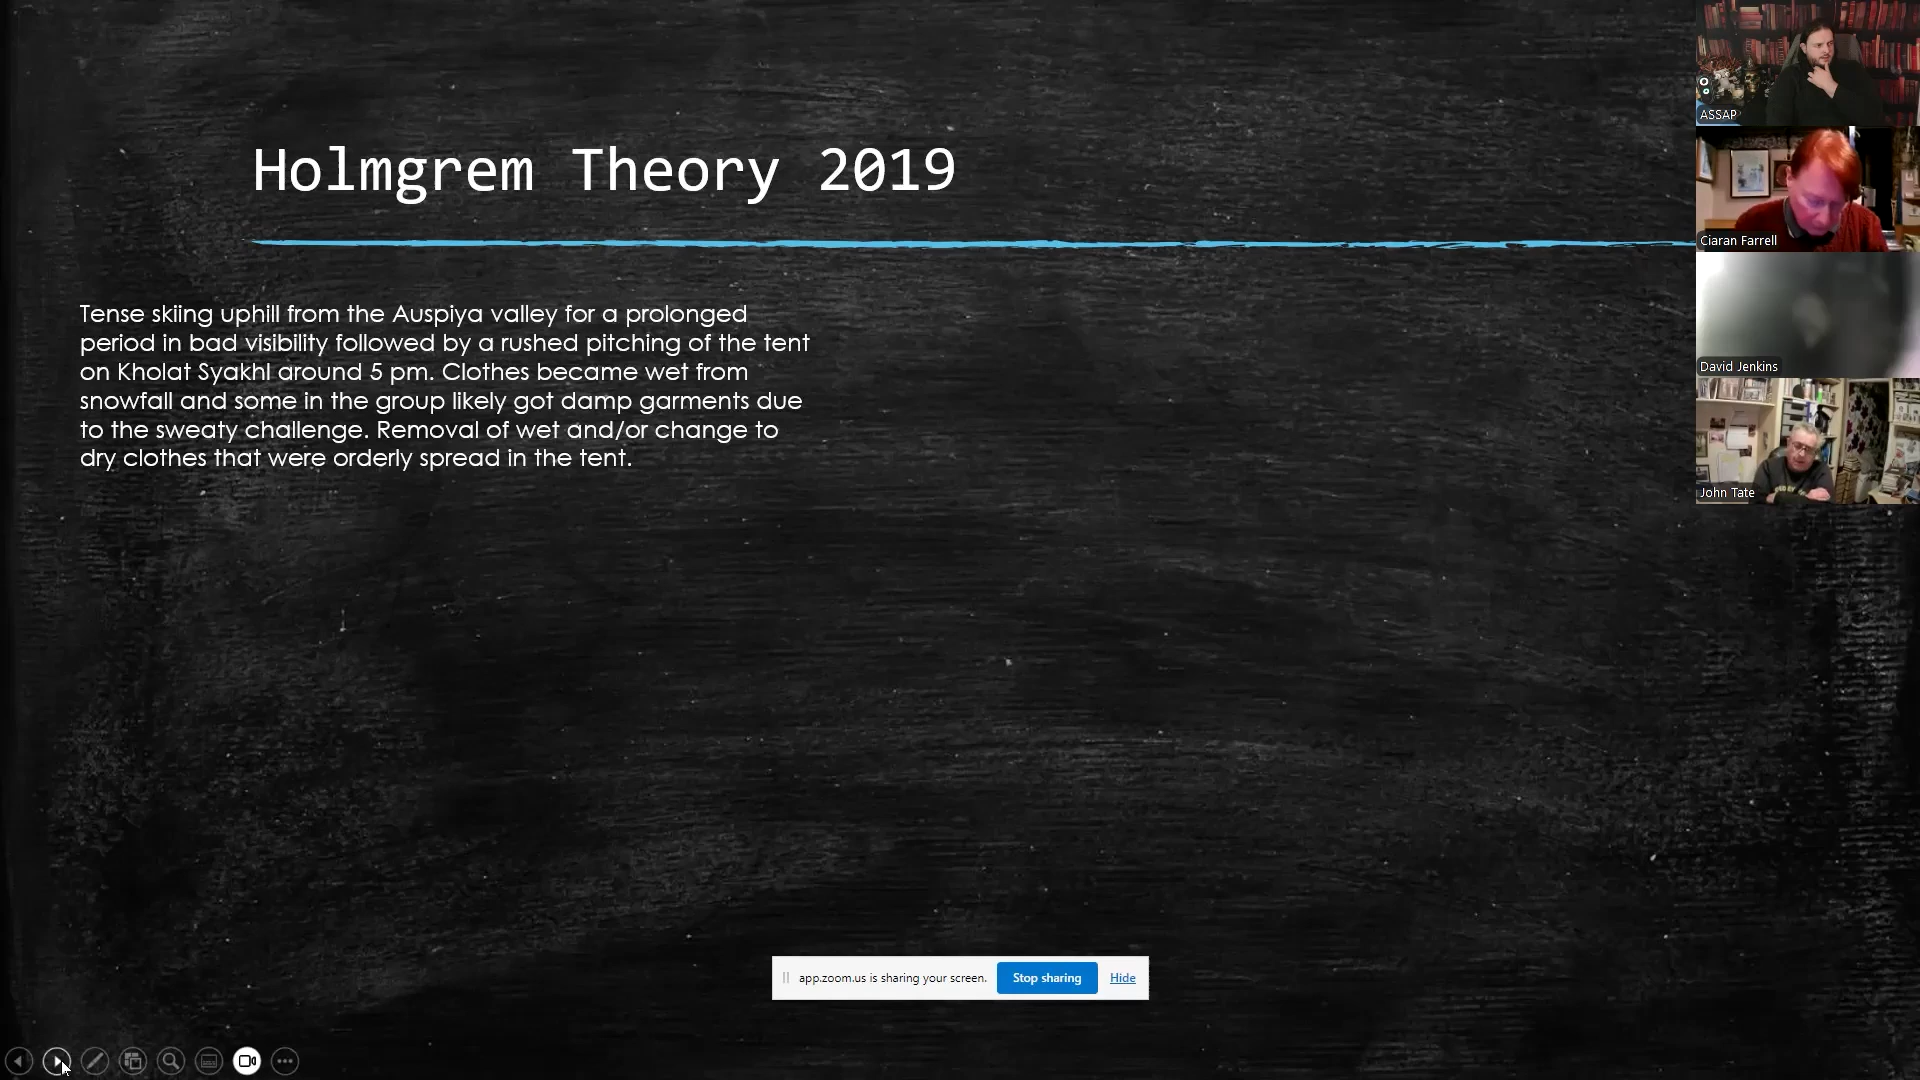 Holmgrem Theory 2019
Tense skiing uphill from the Auspiya valley for a prolonged
period in bad visibility followed by a rushed pitching of the tent
on Kholat Syakhl around 5 pm. Clothes became wet from
snowfall and some in the group likely got damp garments due
to the sweaty challenge. Removal of wet and/or change to
dry clothes that were orderly spread in the tent.
ASSAP
Ciaran Farrell
David Jenkins
John Tate
app.zoom.us is sharing your screen.
Stop sharing
Hide